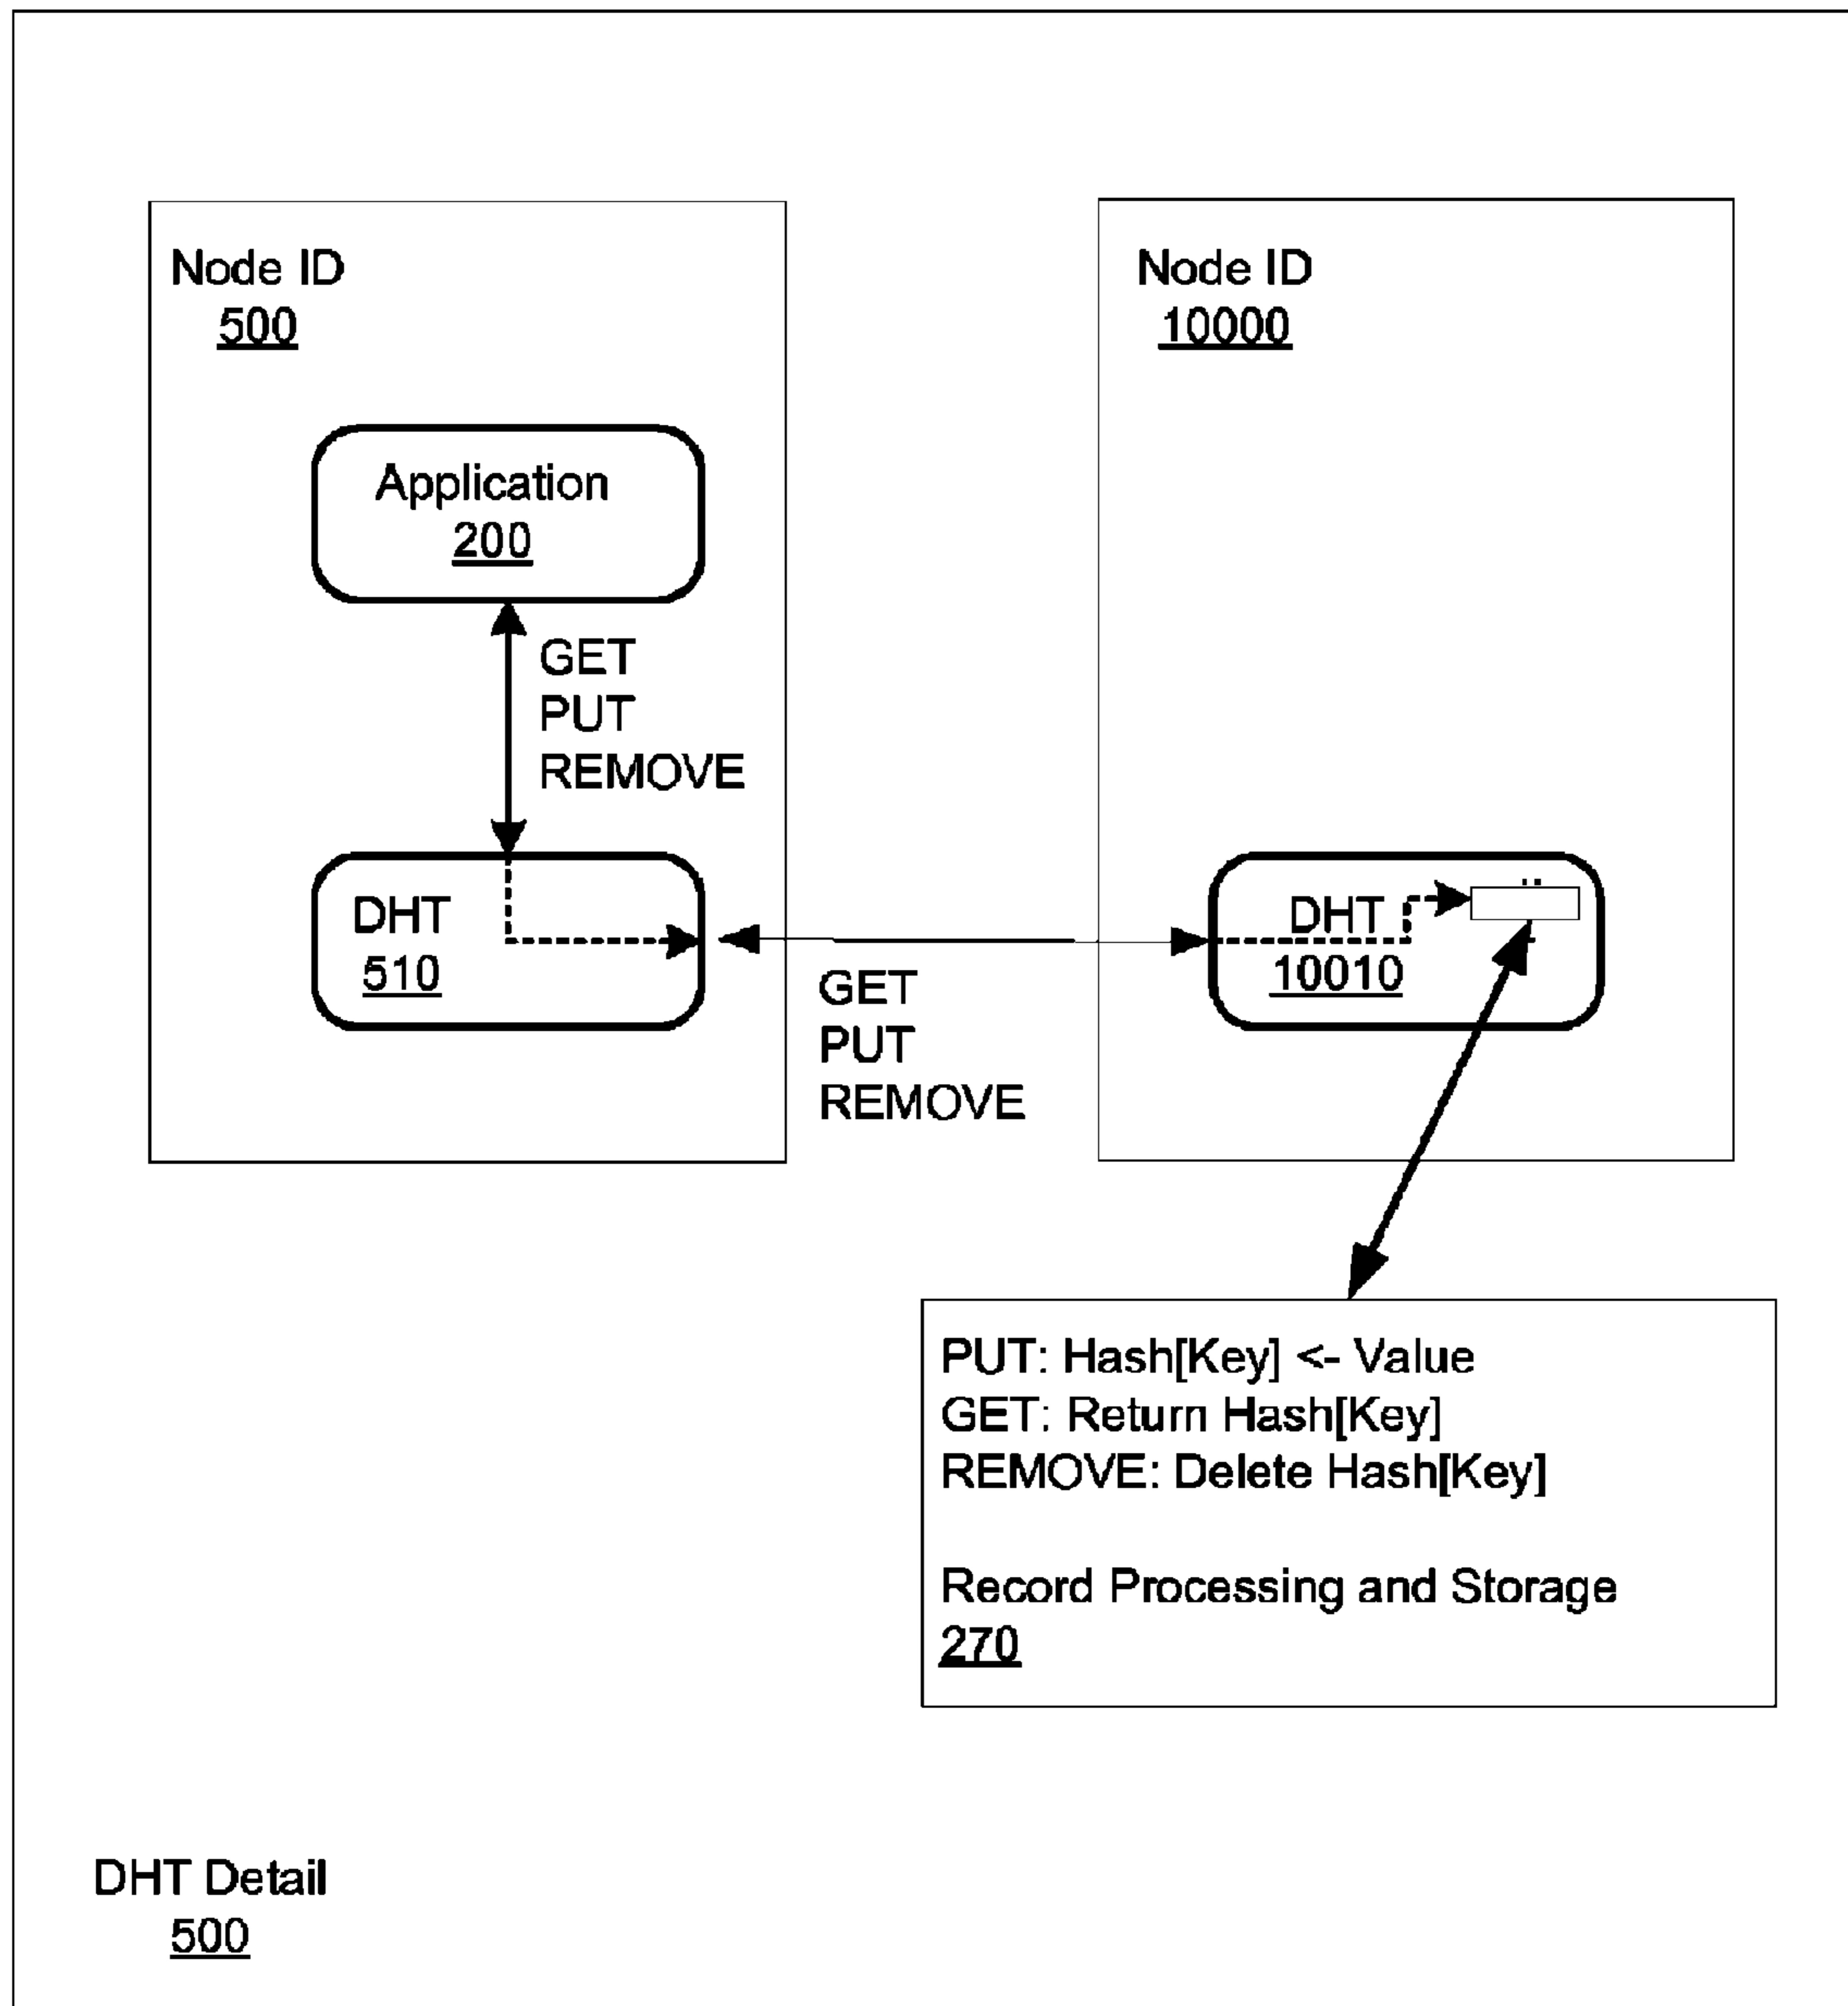 Node ID
500
Application
200
GET
PUT
REMOVE
DHT
510
GET
PUT
REMOVE
Node ID
10000
DHT
10010
PUT: Hash[Key] <- Value
GET: Return Hash[Key]
REMOVE: Delete Hash[Key]
Record Processing and Storage
270
DHT Detail
500